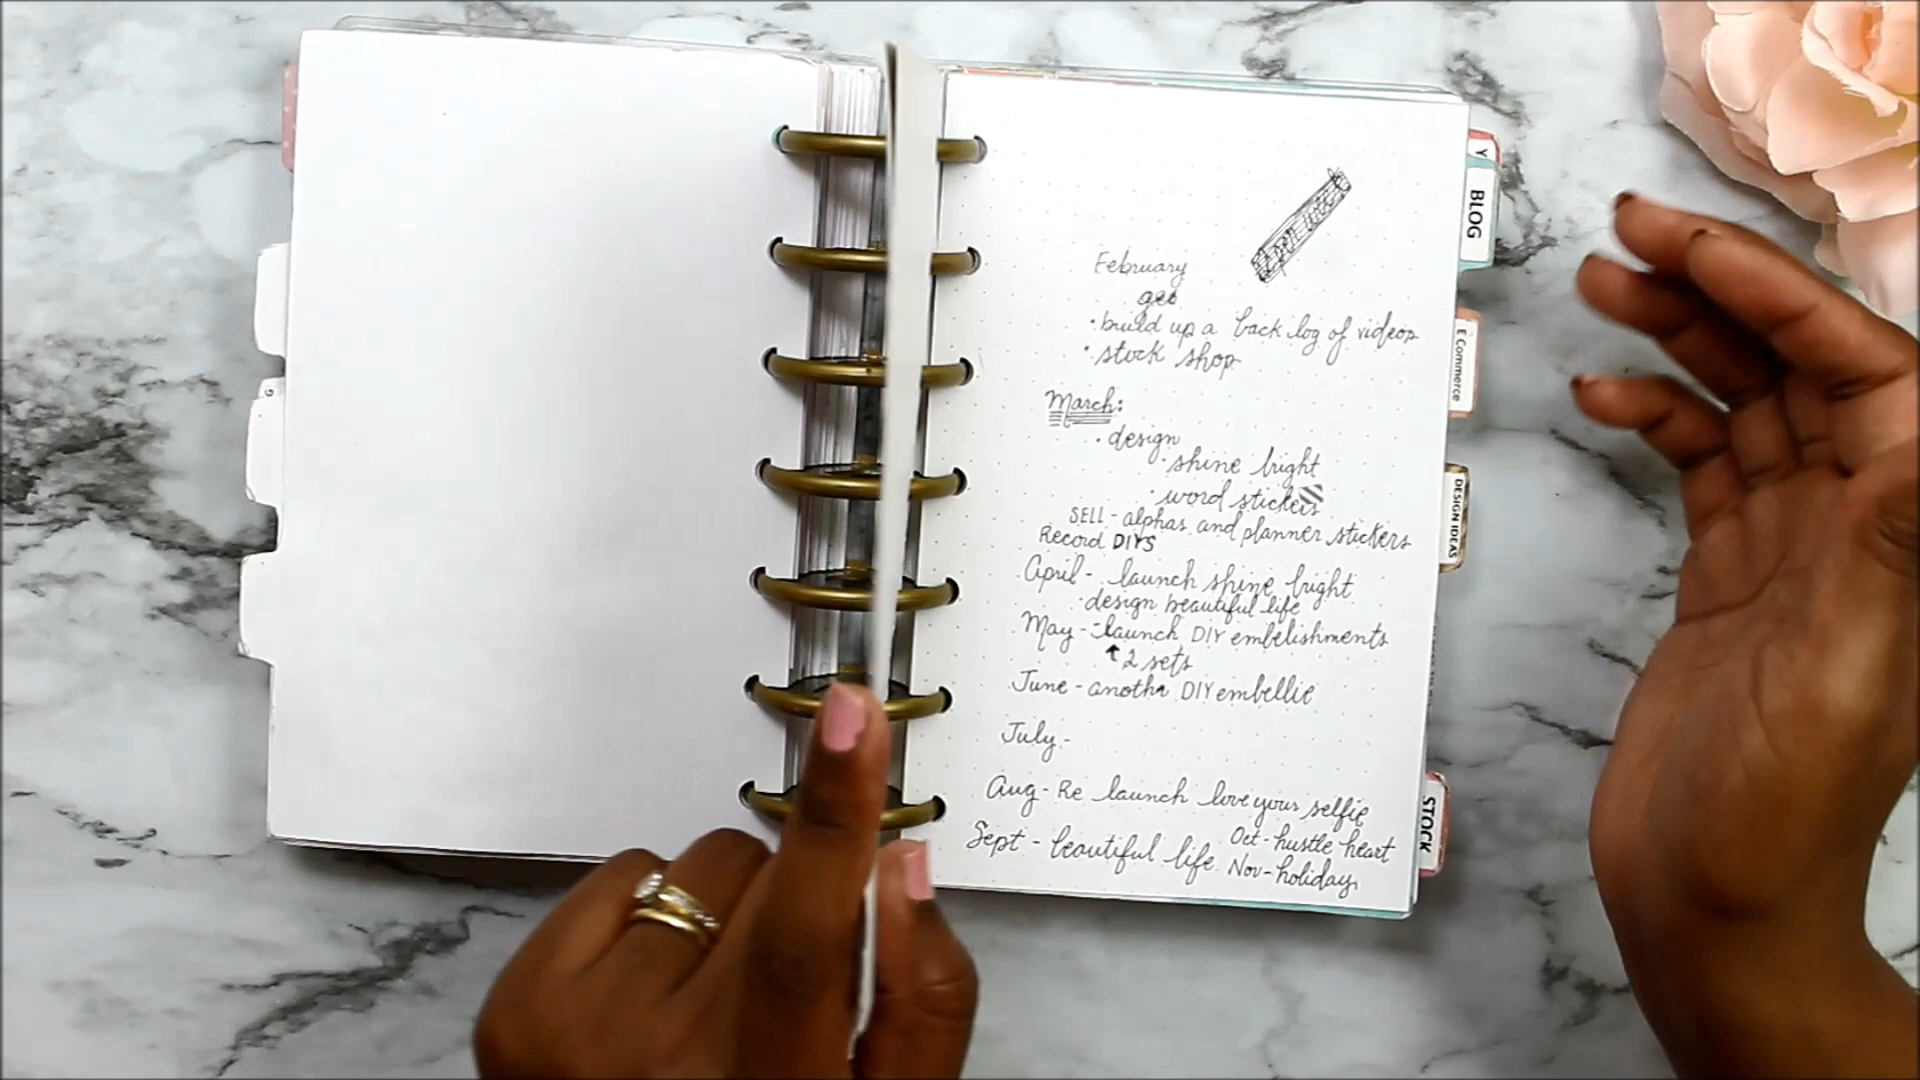 February
get
• build up a back log of videos
• stock shop
March:
• design
• shine bright
• word stickers
SELL - alphas and planner stickers
Record DIYS
April - launch shine bright
• design beautiful life
May - launch DIY embelishments
↑ 2 sets
June - anothr DIY embellie
July -
Aug - Re launch love your selfie
Sept - beautiful life
Oct - hustle heart
Nov - holiday
Y
BLOG
E Commerce
DESIGN IDEAS
STOCK